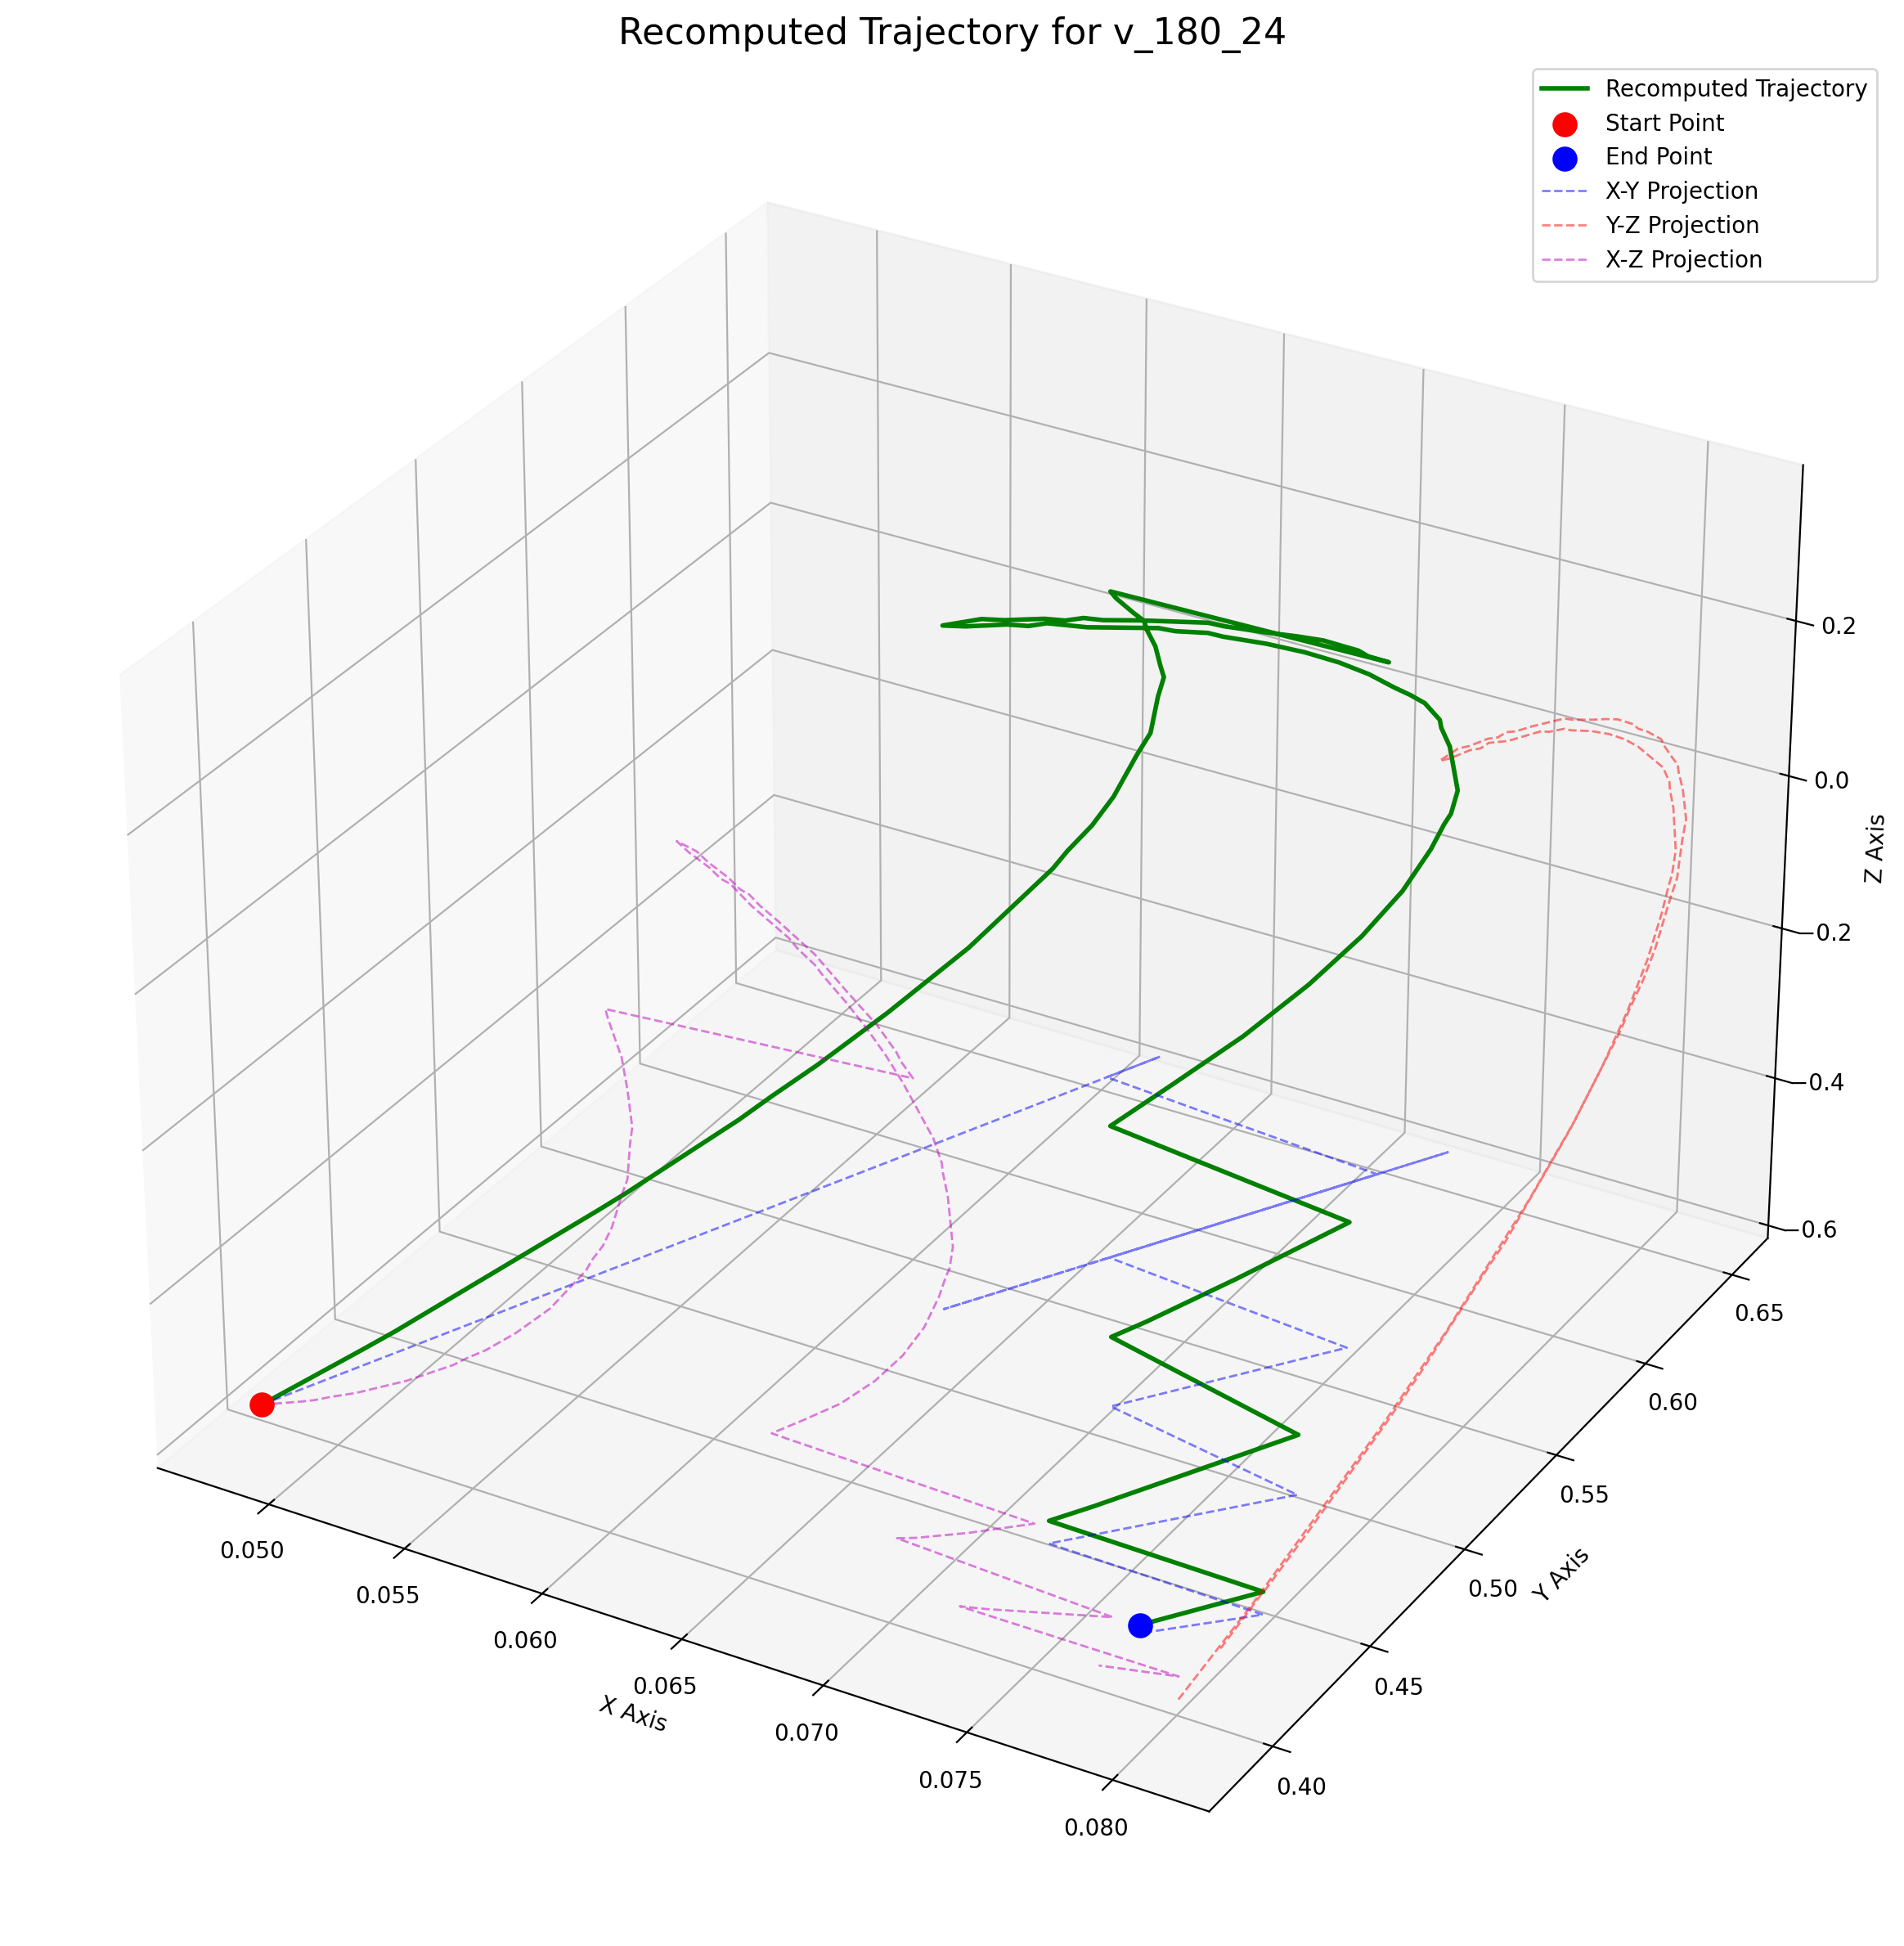 Recomputed Trajectory for v_180_24
Recomputed Trajectory
Start Point
End Point
X-Y Projection
Y-Z Projection
X-Z Projection
0.2
0.0
−0.2
−0.4
−0.6
Z Axis
0.65
0.60
0.55
0.50
0.45
0.40
Y Axis
0.050
0.055
0.060
0.065
0.070
0.075
0.080
X Axis